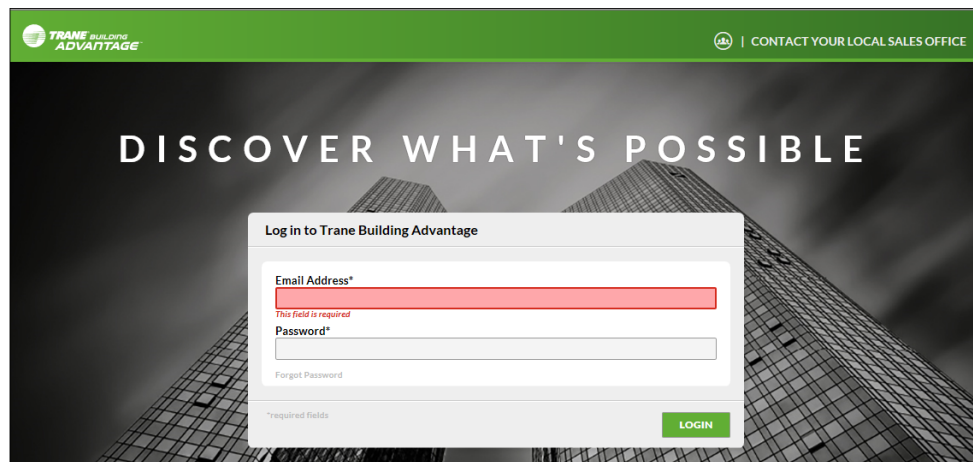 TRANE BUILDING
ADVANTAGE
| CONTACT YOUR LOCAL SALES OFFICE
DISCOVER WHAT'S POSSIBLE
Log in to Trane Building Advantage
Email Address*
This field is required
Password*
Forgot Password
*required fields
LOGIN